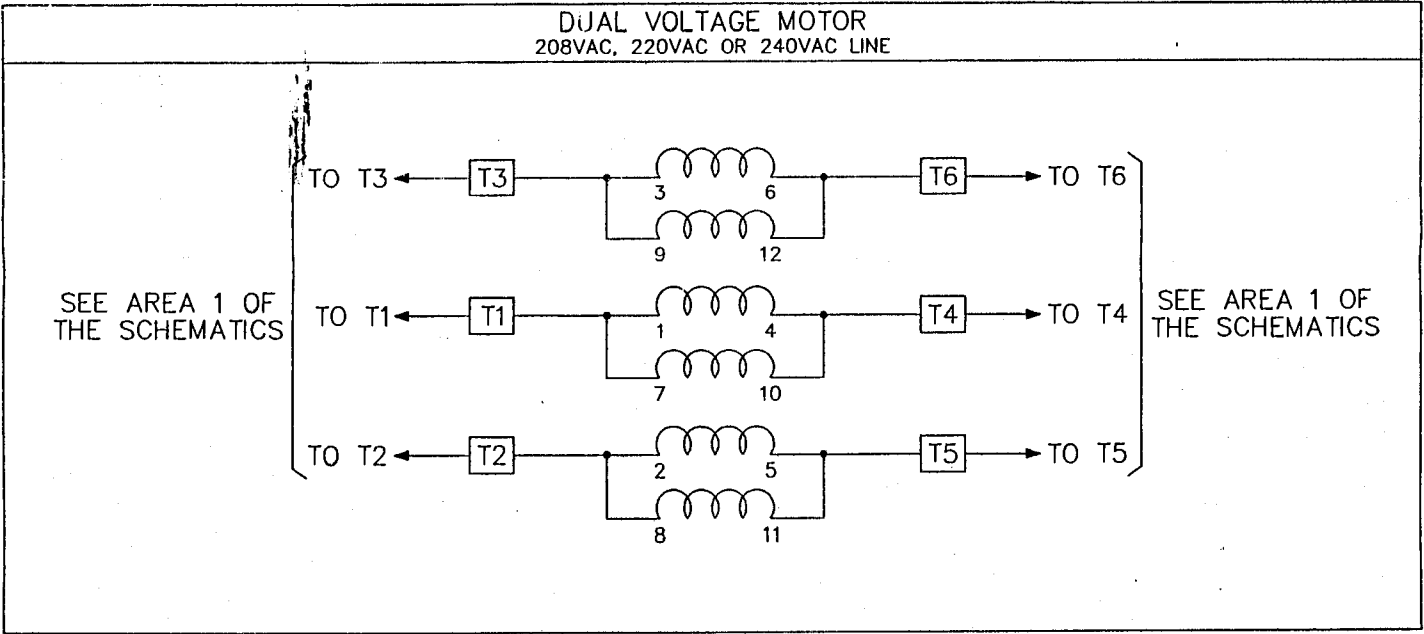 DUAL VOLTAGE MOTOR
208VAC, 220VAC OR 240VAC LINE
TO T3 T3 3 6 T6 TO T6
9 12
SEE AREA 1 OF
THE SCHEMATICS
TO T1 T1 1 4 T4 TO T4
7 10
SEE AREA 1 OF
THE SCHEMATICS
TO T2 T2 2 5 T5 TO T5
8 11